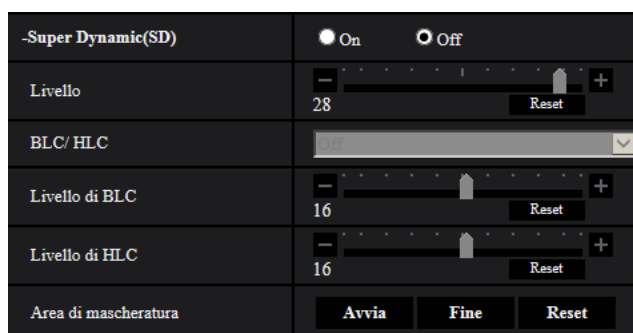 -Super Dynamic(SD) On Off
Livello
28 Reset
BLC/ HLC Off
Livello di BLC
16 Reset
Livello di HLC
16 Reset
Area di mascheratura Avvia Fine Reset